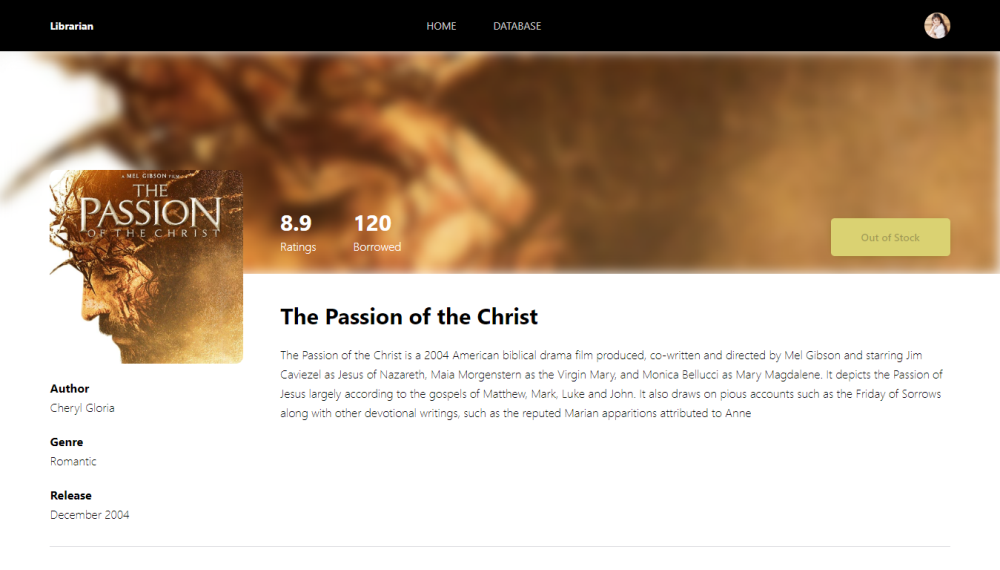 Librarian
HOME
DATABASE
A MEL GIBSON FILM
THE
PASSION
OF THE CHRIST
8.9
Ratings
120
Borrowed
Out of Stock
The Passion of the Christ
The Passion of the Christ is a 2004 American biblical drama film produced, co-written and directed by Mel Gibson and starring Jim
Caviezel as Jesus of Nazareth, Maia Morgenstern as the Virgin Mary, and Monica Bellucci as Mary Magdalene. It depicts the Passion of
Jesus largely according to the gospels of Matthew, Mark, Luke and John. It also draws on pious accounts such as the Friday of Sorrows
along with other devotional writings, such as the reputed Marian apparitions attributed to Anne
Author
Cheryl Gloria
Genre
Romantic
Release
December 2004